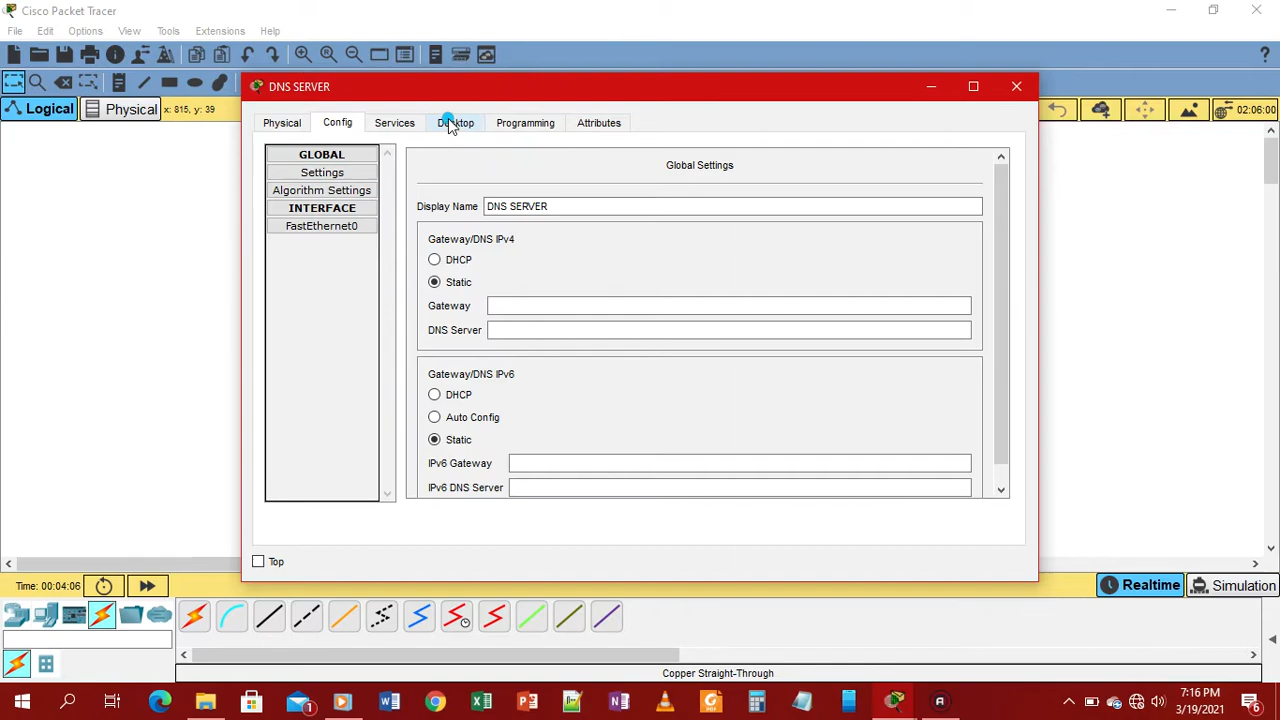 Cisco Packet Tracer
File Edit Options View Tools Extensions Help
Logical Physical x: 815, y: 39 02:06:00
DNS SERVER
Physical Config Services Desktop Programming Attributes
GLOBAL
Settings
Algorithm Settings
INTERFACE
FastEthernet0
Global Settings
Display Name DNS SERVER
Gateway/DNS IPv4
DHCP
Static
Gateway
DNS Server
Gateway/DNS IPv6
DHCP
Auto Config
Static
IPv6 Gateway
IPv6 DNS Server
Top
Time: 00:04:06 Realtime Simulation
Copper Straight-Through
7:16 PM
3/19/2021
6